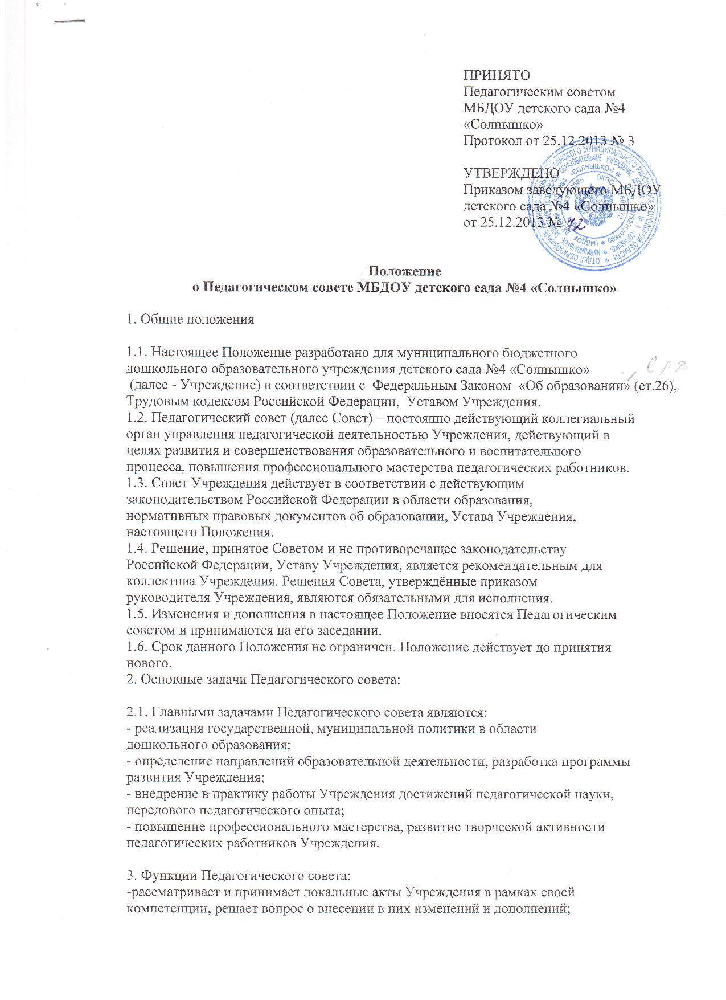 ПРИНЯТО
Педагогическим советом
МБДОУ детского сада №4
«Солнышко»
Протокол от 25.12.2013 № 3
УТВЕРЖДЕНО
Приказом заведующего МБДОУ
детского сада №4 «Солнышко»
от 25.12.2013 № 72
Положение
о Педагогическом совете МБДОУ детского сада №4 «Солнышко»
1. Общие положения
1.1. Настоящее Положение разработано для муниципального бюджетного
дошкольного образовательного учреждения детского сада №4 «Солнышко»
(далее - Учреждение) в соответствии с Федеральным Законом «Об образовании» (ст.26),
Трудовым кодексом Российской Федерации, Уставом Учреждения.
1.2. Педагогический совет (далее Совет) – постоянно действующий коллегиальный
орган управления педагогической деятельностью Учреждения, действующий в
целях развития и совершенствования образовательного и воспитательного
процесса, повышения профессионального мастерства педагогических работников.
1.3. Совет Учреждения действует в соответствии с действующим
законодательством Российской Федерации в области образования,
нормативных правовых документов об образовании, Устава Учреждения,
настоящего Положения.
1.4. Решение, принятое Советом и не противоречащее законодательству
Российской Федерации, Уставу Учреждения, является рекомендательным для
коллектива Учреждения. Решения Совета, утверждённые приказом
руководителя Учреждения, являются обязательными для исполнения.
1.5. Изменения и дополнения в настоящее Положение вносятся Педагогическим
советом и принимаются на его заседании.
1.6. Срок данного Положения не ограничен. Положение действует до принятия
нового.
2. Основные задачи Педагогического совета:
2.1. Главными задачами Педагогического совета являются:
- реализация государственной, муниципальной политики в области
дошкольного образования;
- определение направлений образовательной деятельности, разработка программы
развития Учреждения;
- внедрение в практику работы Учреждения достижений педагогической науки,
передового педагогического опыта;
- повышение профессионального мастерства, развитие творческой активности
педагогических работников Учреждения.
3. Функции Педагогического совета:
-рассматривает и принимает локальные акты Учреждения в рамках своей
компетенции, решает вопрос о внесении в них изменений и дополнений;